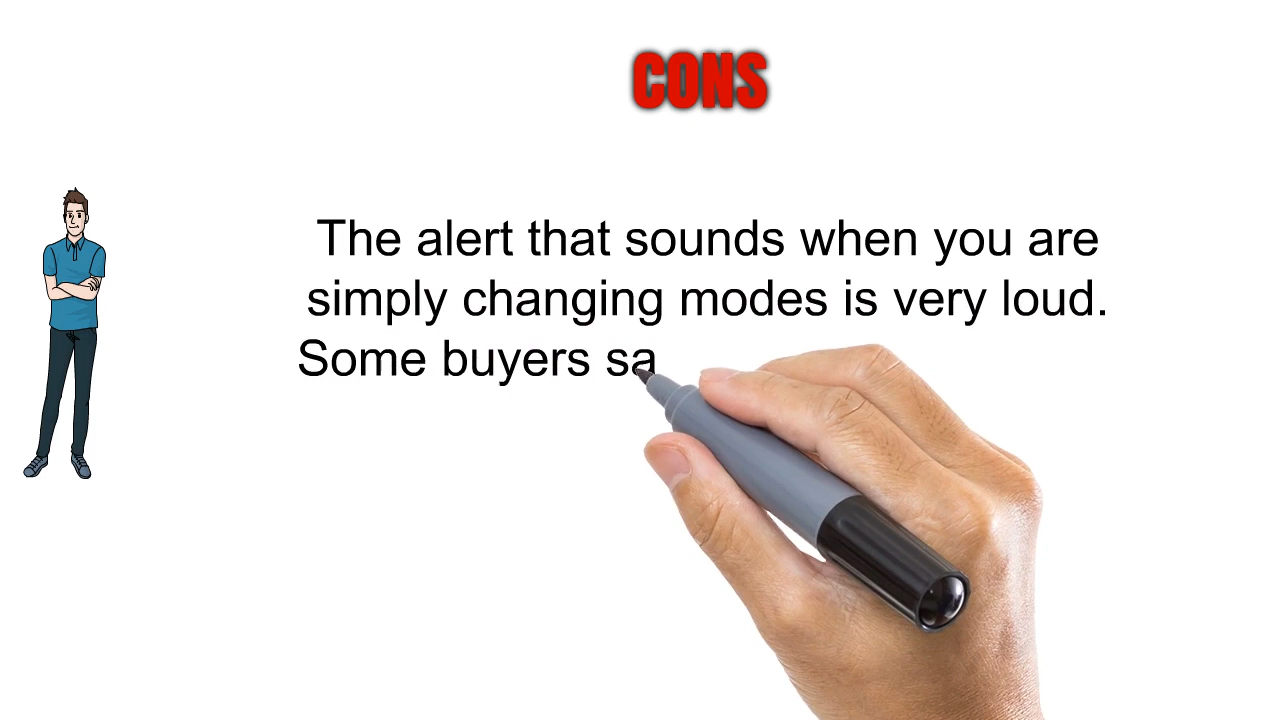 CONS
The alert that sounds when you are
simply changing modes is very loud.
Some buyers sa